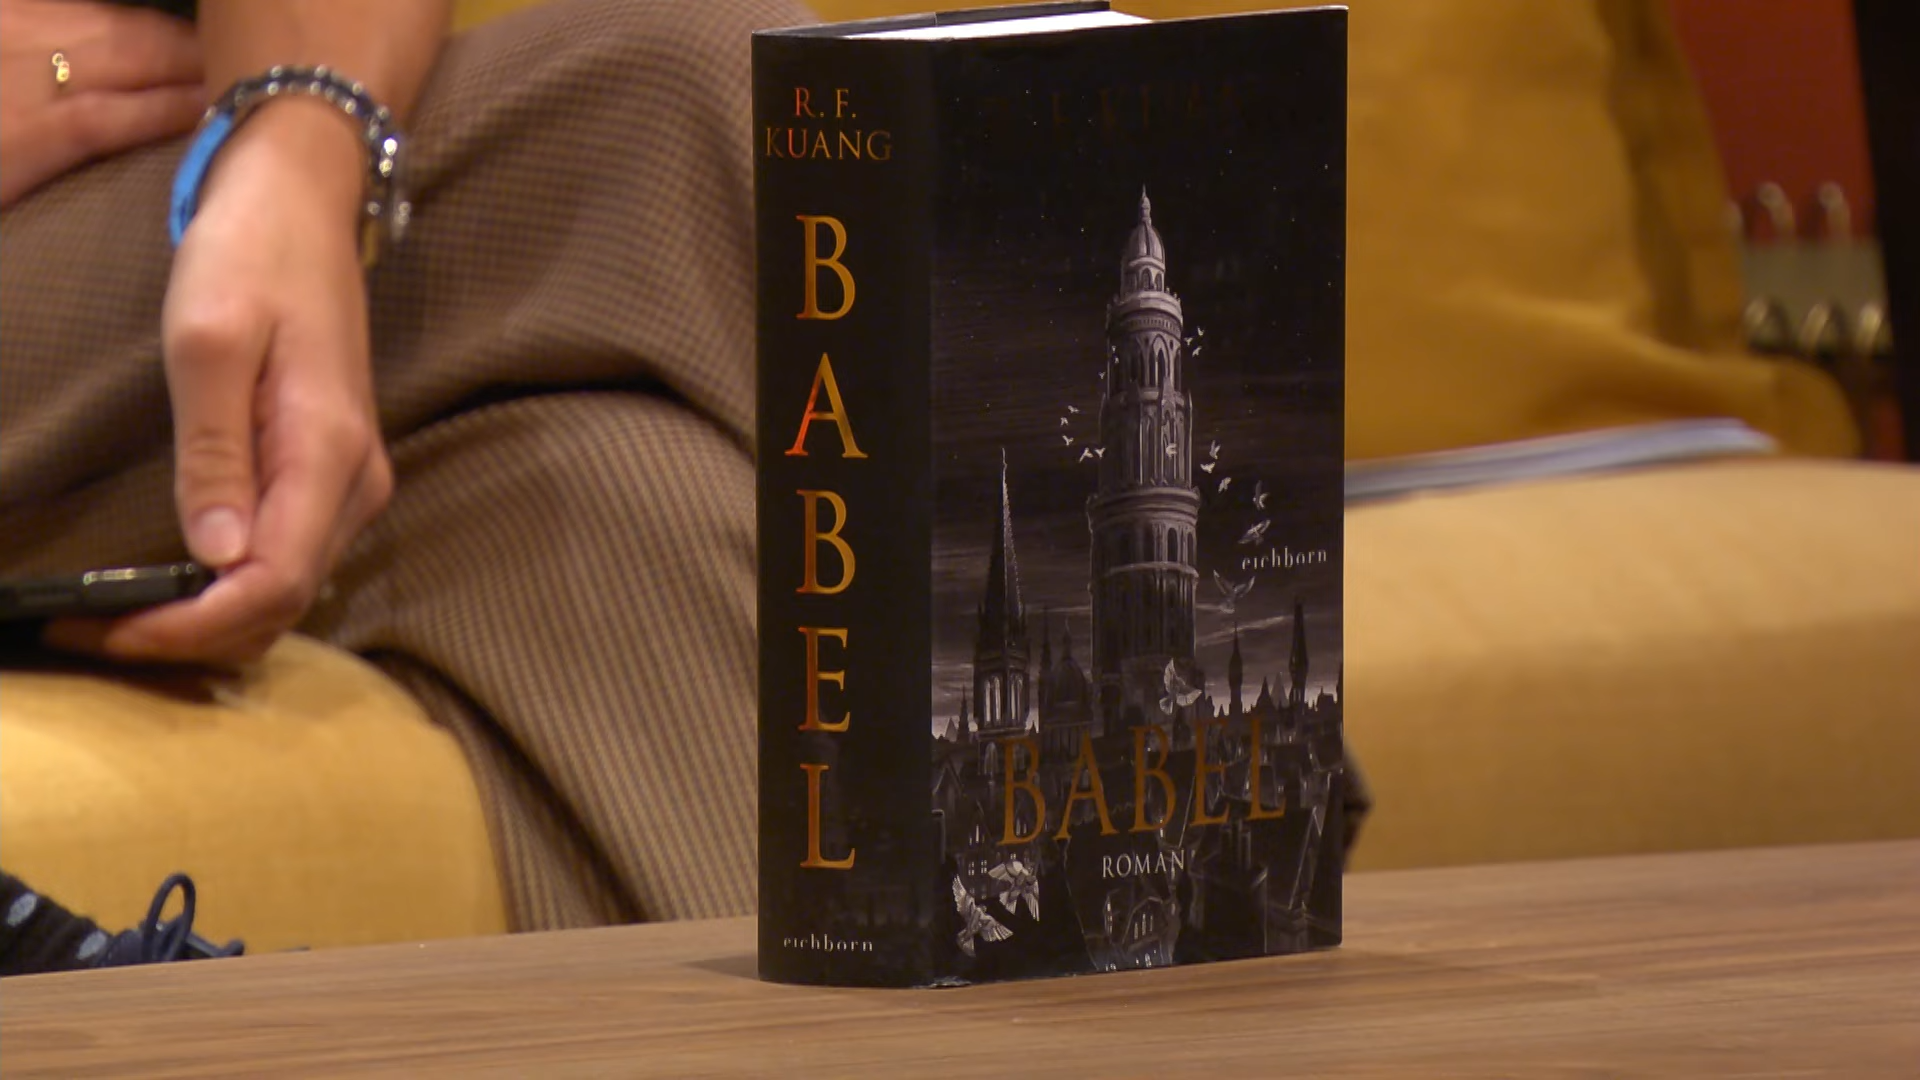 R. F.
KUANG
BABEL
eichborn
eichborn
BABEL
ROMAN